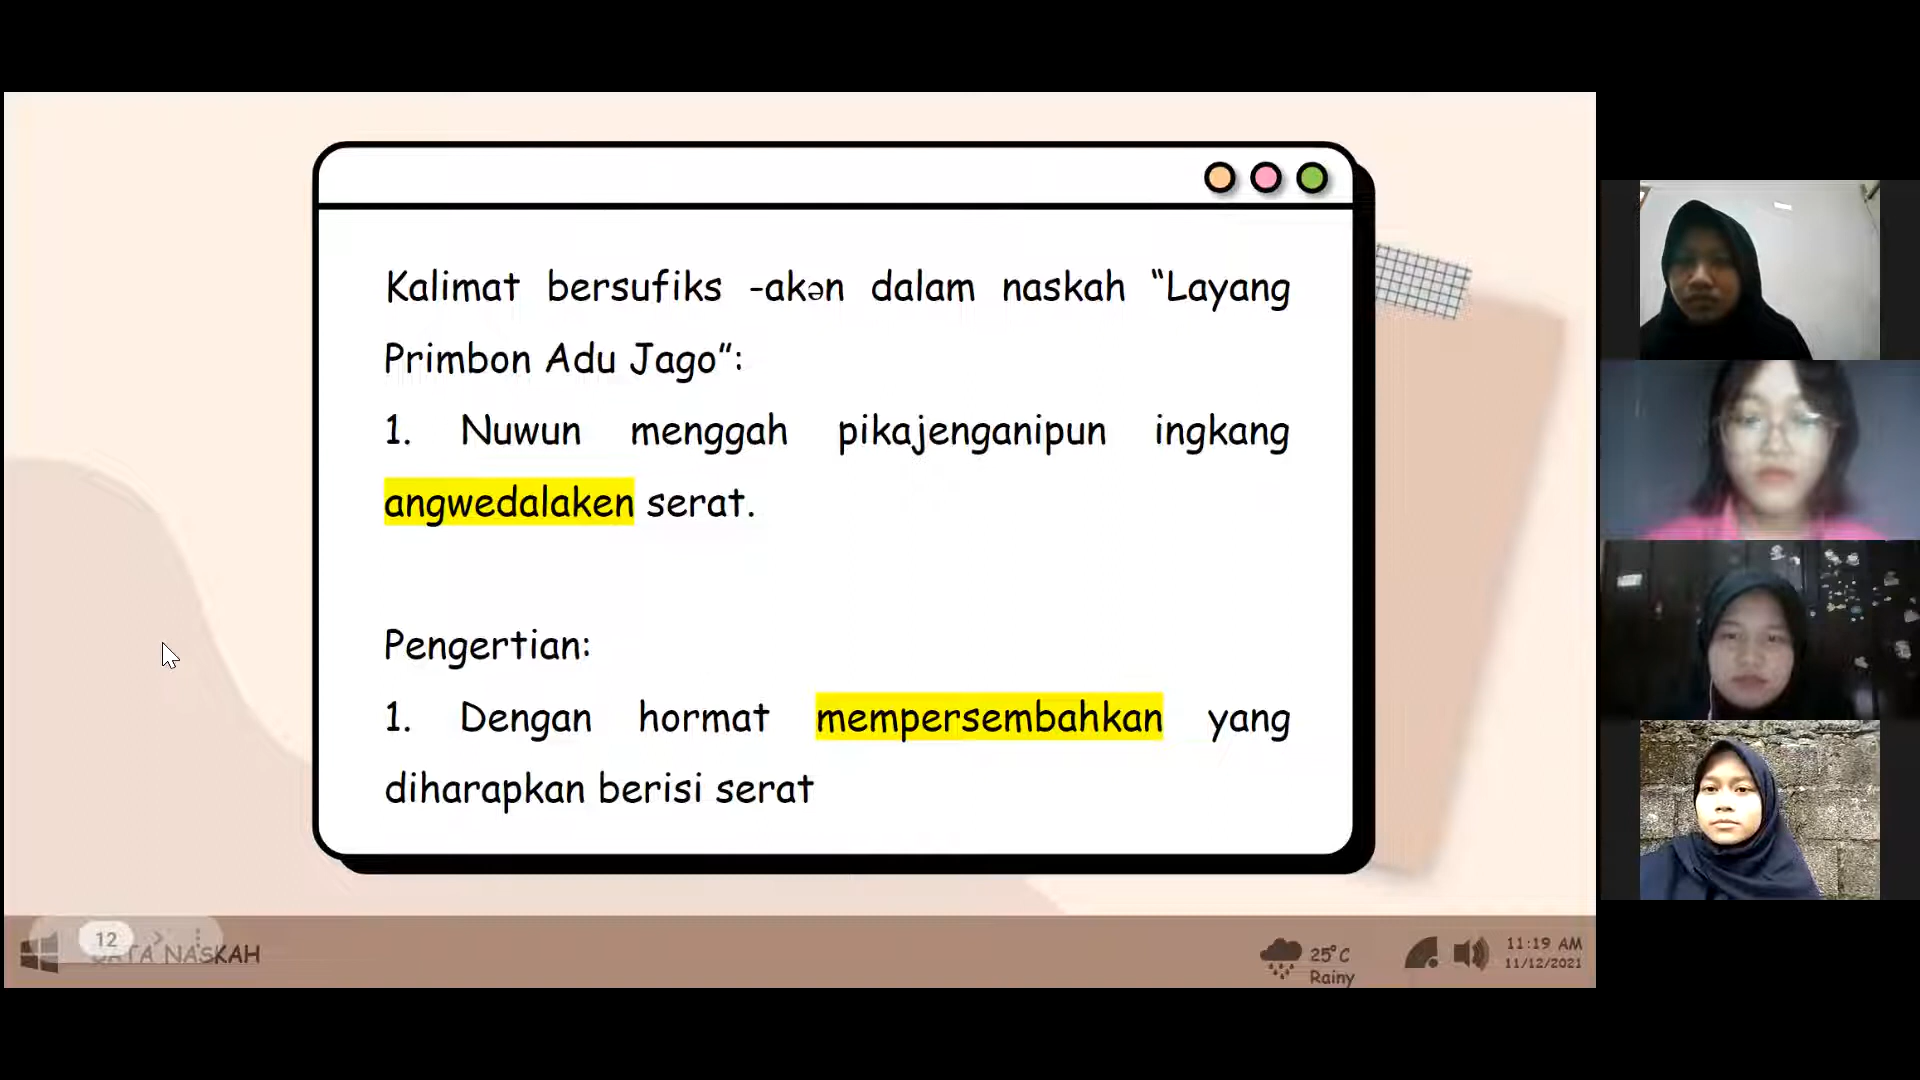 Kalimat bersufiks -akən dalam naskah “Layang
Primbon Adu Jago”:
1. Nuwun menggah pikajenganipun ingkang
angwedalaken serat.
Pengertian:
1. Dengan hormat mempersembahkan yang
diharapkan berisi serat
12
DATA NASKAH
25°C
Rainy
11:19 AM
11/12/2021